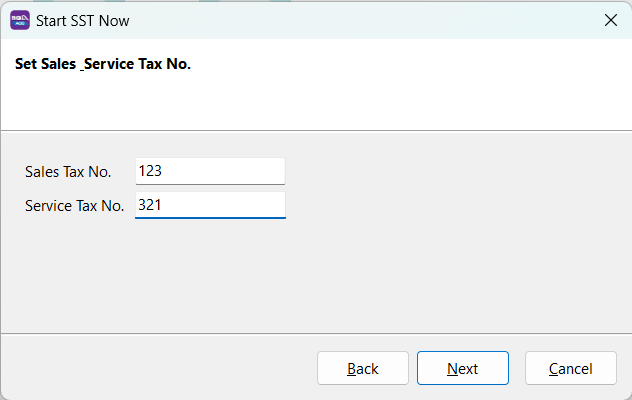 Start SST Now
Set Sales _Service Tax No.
Sales Tax No. 123
Service Tax No. 321
Back Next Cancel